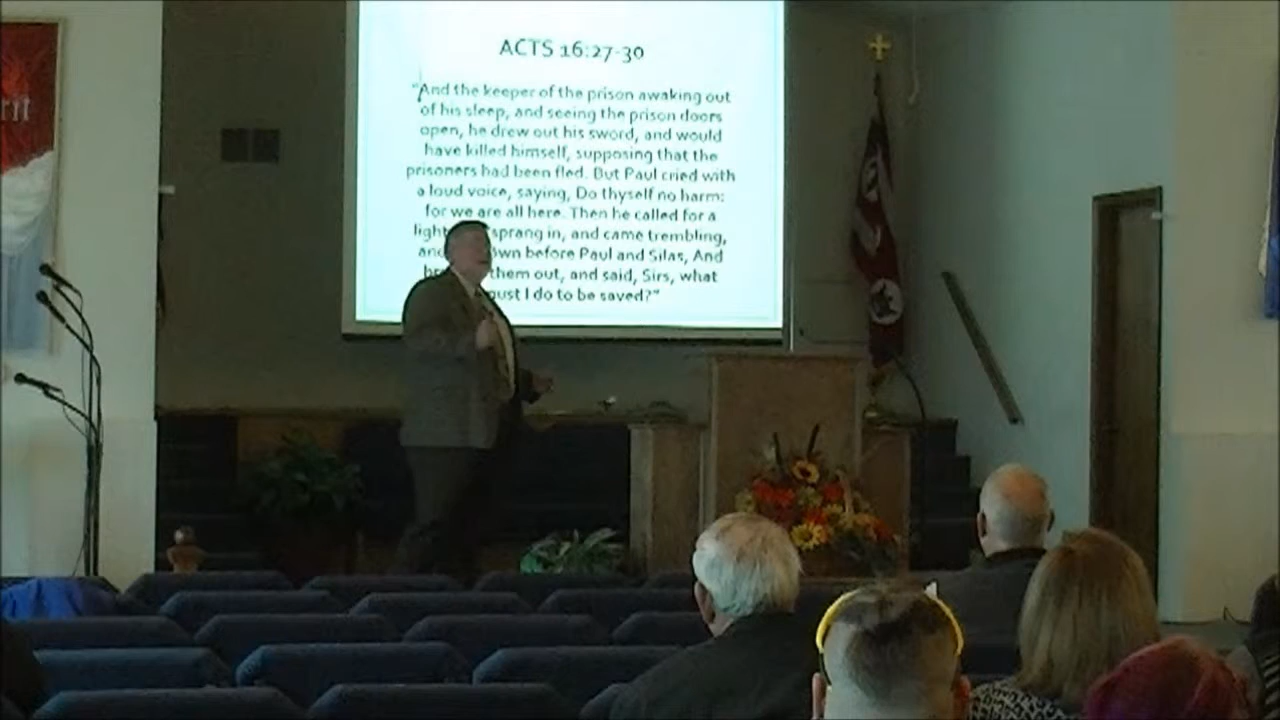 ACTS 16:27-30
"And the keeper of the prison awaking out
of his sleep, and seeing the prison doors
open, he drew out his sword, and would
have killed himself, supposing that the
prisoners had been fled. But Paul cried with
a loud voice, saying, Do thyself no harm:
for we are all here. Then he called for a
light sprang in, and came trembling,
and before Paul and Silas, And
them out, and said, Sirs, what
must I do to be saved?"